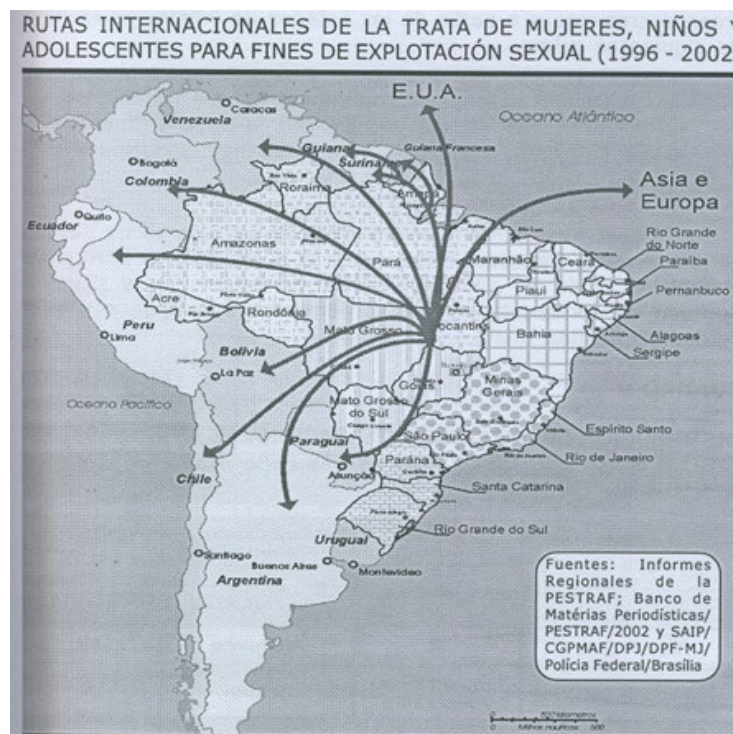 RUTAS INTERNACIONALES DE LA TRATA DE MUJERES, NIÑOS Y
ADOLESCENTES PARA FINES DE EXPLOTACIÓN SEXUAL (1996 - 2002
E.U.A.
Oceano Atlántico
Caracas
Venezuela
Guiana
Guiana Francesa
Surinam
Bogatá
Colombia
Roraima
Amapá
Asia e
Europa
Quito
Ecuador
Rio Grande
do Norte
Amazonas
Pará
Maranhão
Ceará
Paraíba
Piauí
Pernambuco
Acre
Rondônia
Peru
Lima
Mato Grosso
Tocantins
Bahia
Alagoas
Sergipe
Bolivia
La Paz
Goiás
Minas
Gerais
Oceano Pacífico
Mato Grosso
do Sul
Espírito Santo
São Paulo
Paraguai
Rio de Janeiro
Parána
Asunção
Chile
Santa Catarina
Rio Grande do Sul
Uruguai
Santiago
Buenos Aires
Montevideo
Argentina
Fuentes: Informes
Regionales de la
PESTRAF; Banco de
Matérias Periodísticas/
PESTRAF/2002 y SAIP/
CGPMAF/DPJ/DPF-MJ/
Polícia Federal/Brasília